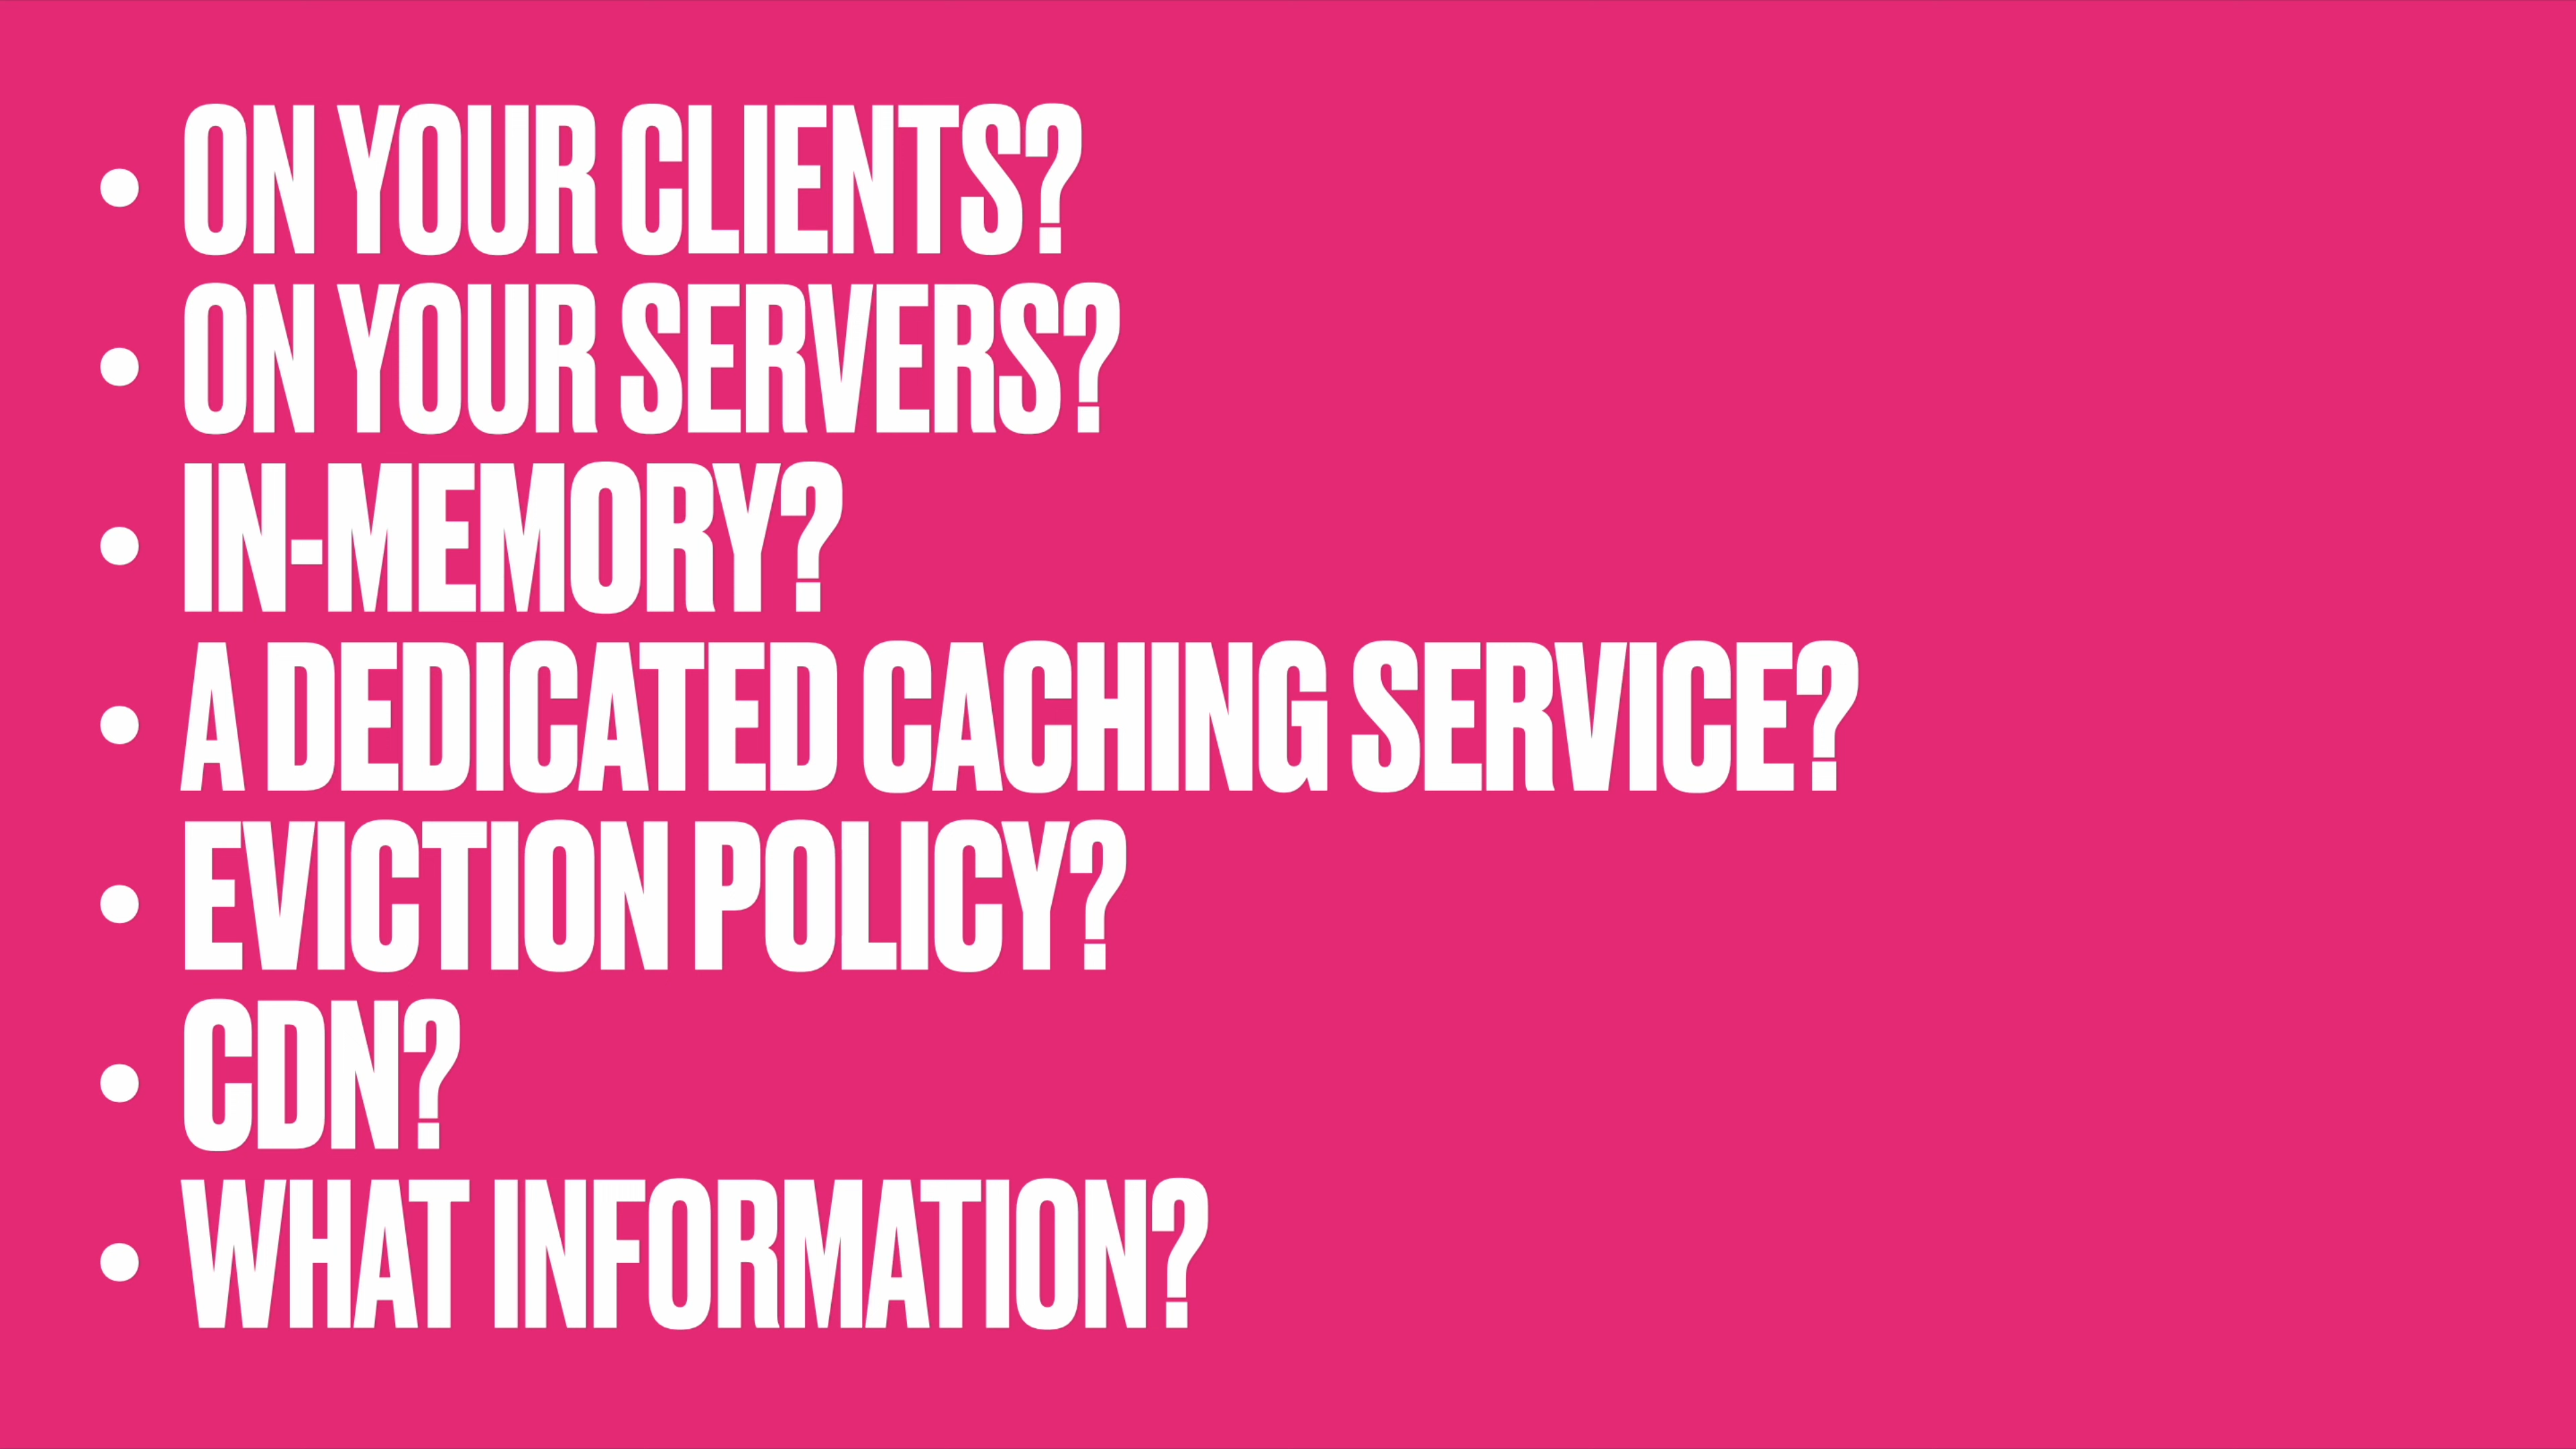 • ON YOUR CLIENTS?
• ON YOUR SERVERS?
• IN-MEMORY?
• A DEDICATED CACHING SERVICE?
• EVICTION POLICY?
• CDN?
• WHAT INFORMATION?